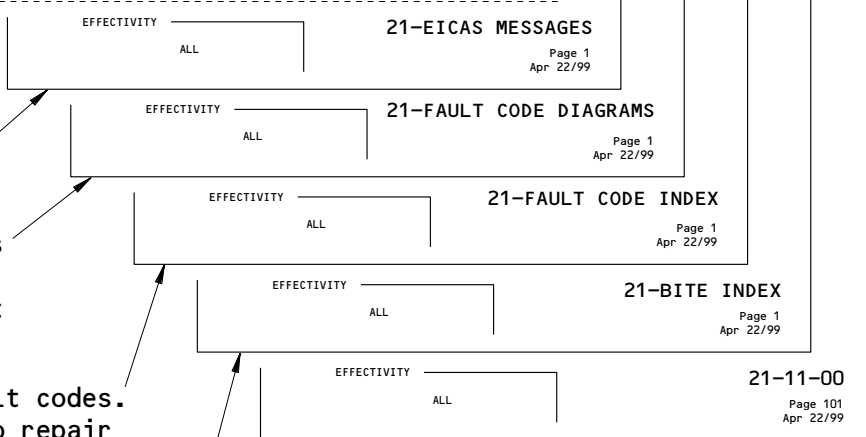 EFFECTIVITY
21-EICAS MESSAGES
ALL
Page 1
Apr 22/99
EFFECTIVITY
21-FAULT CODE DIAGRAMS
ALL
Page 1
Apr 22/99
EFFECTIVITY
21-FAULT CODE INDEX
ALL
Page 1
Apr 22/99
EFFECTIVITY
21-BITE INDEX
ALL
Page 1
Apr 22/99
EFFECTIVITY
21-11-00
ALL
Page 101
Apr 22/99
codes.
repair